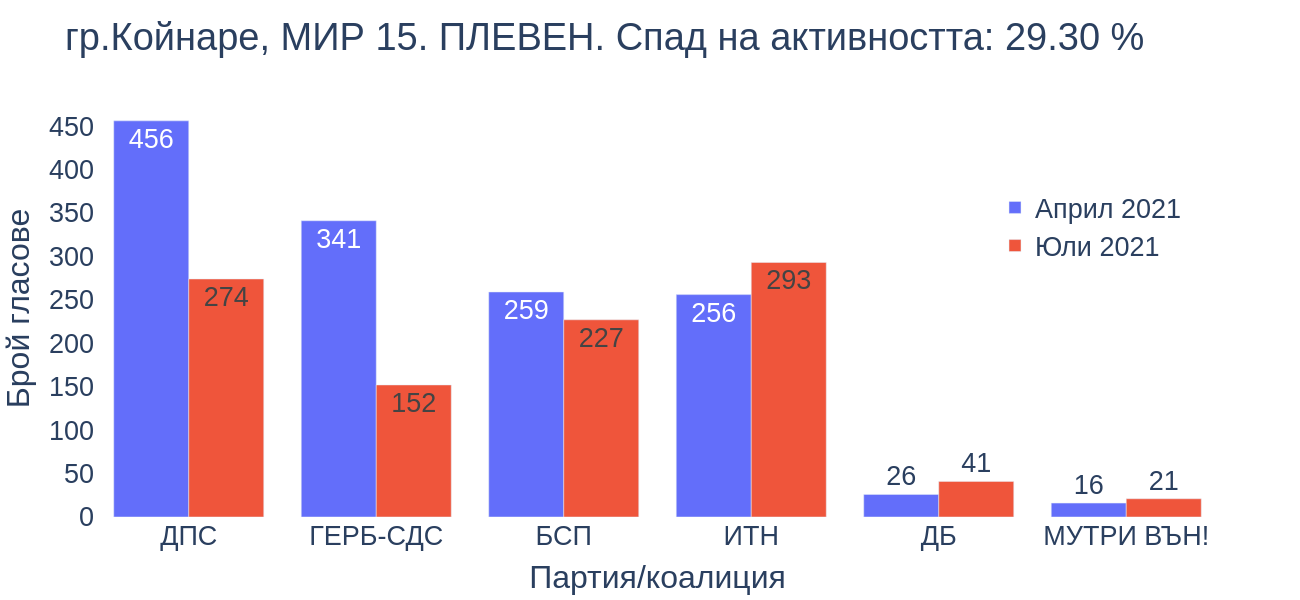 гр.Койнаре, МИР 15. ПЛЕВЕН. Спад на активността: 29.30 %
Брой гласове
450
400
350
300
250
200
150
100
50
0
456
274
341
152
259
227
256
293
26
41
16
21
Април 2021
Юли 2021
ДПС
ГЕРБ-СДС
БСП
ИТН
ДБ
МУТРИ ВЪН!
Партия/коалиция